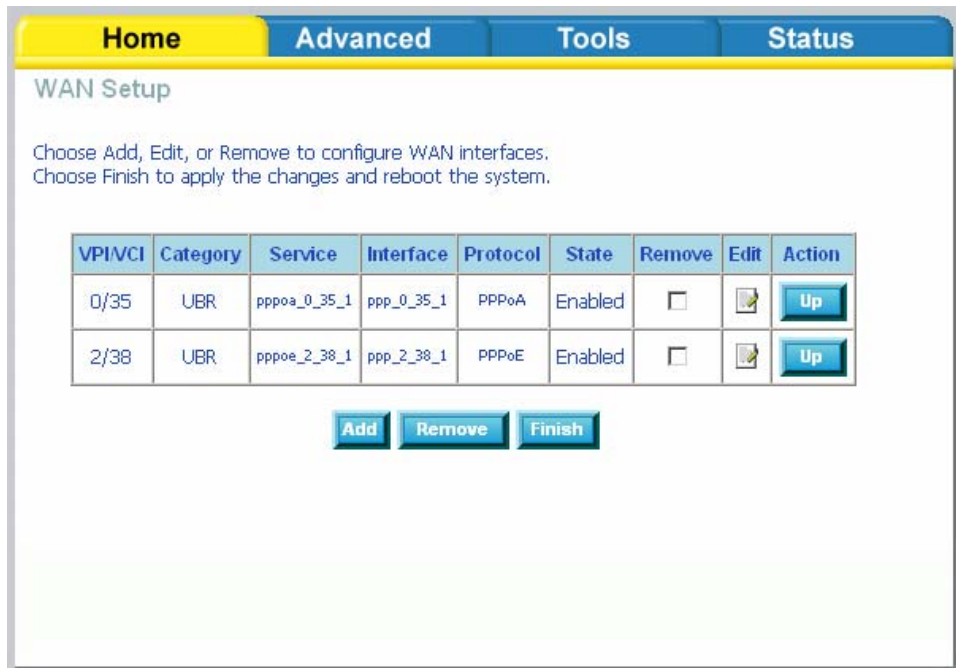 Home Advanced Tools Status
WAN Setup
Choose Add, Edit, or Remove to configure WAN interfaces.
Choose Finish to apply the changes and reboot the system.
VPI/VCI Category Service Interface Protocol State Remove Edit Action
0/35 UBR pppoa_0_35_1 ppp_0_35_1 PPPoA Enabled Up
2/38 UBR pppoe_2_38_1 ppp_2_38_1 PPPoE Enabled Up
Add Remove Finish